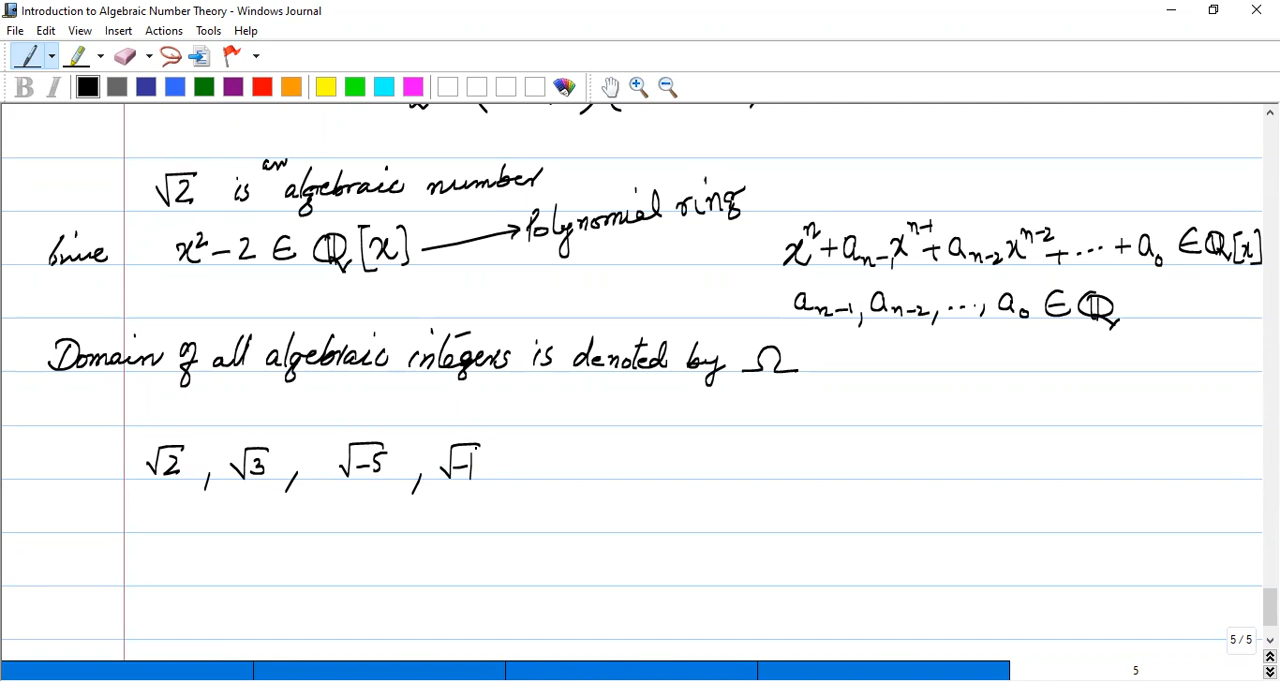 Introduction to Algebraic Number Theory - Windows Journal
File Edit View Insert Actions Tools Help
B I
√2 is an algebraic number
Since x² - 2 ∈ ℚ[x] → Polynomial ring
xⁿ + aₙ₋₁xⁿ⁻¹ + aₙ₋₂xⁿ⁻² + ... + a₀ ∈ ℚ[x]
aₙ₋₁, aₙ₋₂, ..., a₀ ∈ ℚ
Domain of all algebraic integers is denoted by Ω
√2 , √3 , √-5 , √-1
5 / 5
5